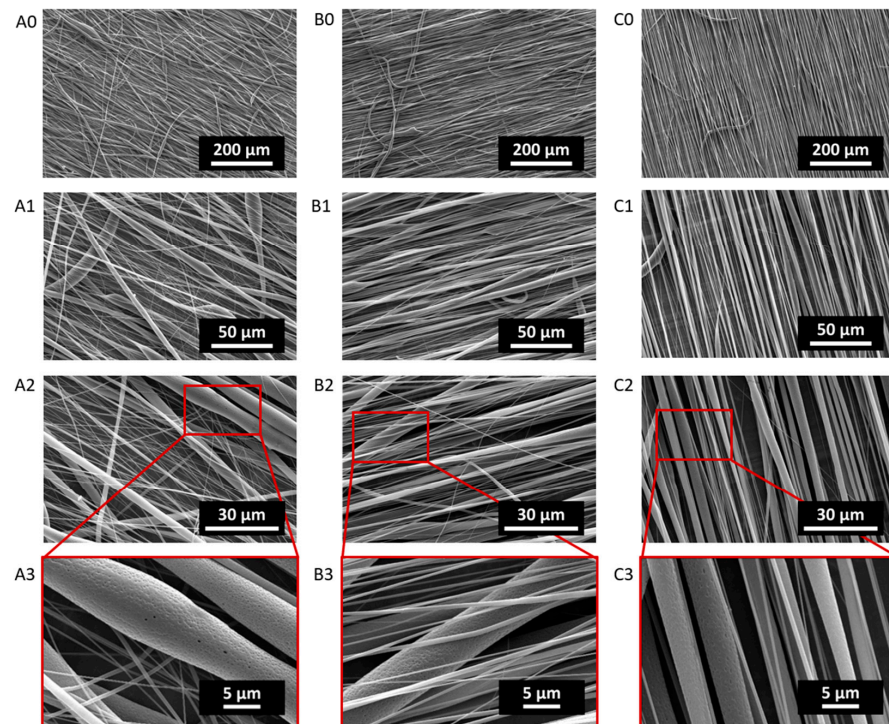 A0 B0 C0
200 µm 200 µm 200 µm
A1 B1 C1
50 µm 50 µm 50 µm
A2 B2 C2
30 µm 30 µm 30 µm
A3 B3 C3
5 µm 5 µm 5 µm